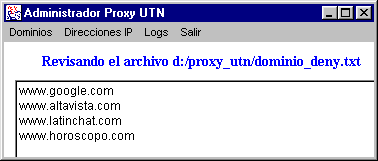 Administrador Proxy UTN
Dominios Direcciones IP Logs Salir
Revisando el archivo d:/proxy_utn/dominio_deny.txt
www.google.com
www.altavista.com
www.latinchat.com
www.horoscopo.com